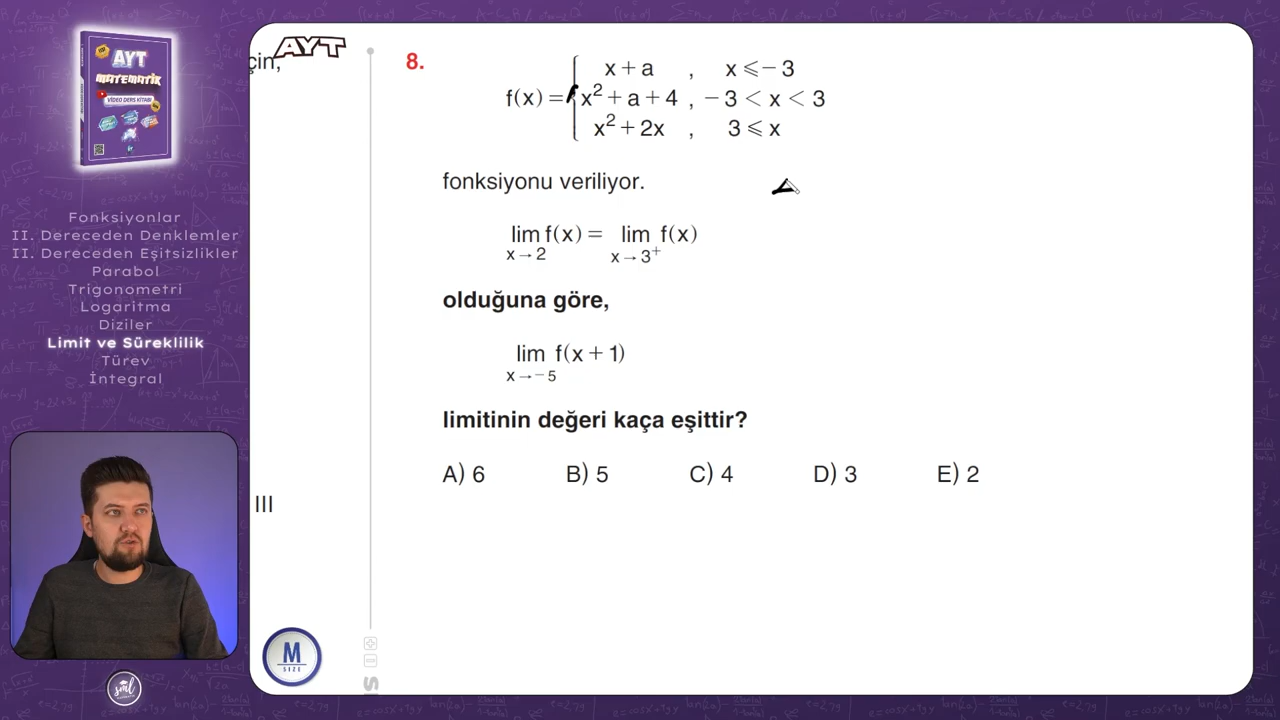 AYT
MATEMATİK
VİDEO DERS KİTABI
Fonksiyonlar
II. Dereceden Denklemler
II. Dereceden Eşitsizlikler
Parabol
Trigonometri
Logaritma
Diziler
Limit ve Süreklilik
Türev
İntegral
sml
çin,
AYT
III
M
SIZE
S
8.
f(x) = { x + a , x ⩽ − 3
x² + a + 4 , − 3 < x < 3
x² + 2x , 3 ⩽ x
fonksiyonu veriliyor.
lim f(x) = lim f(x)
x → 2 x → 3⁺
olduğuna göre,
lim f(x + 1)
x → − 5
limitinin değeri kaça eşittir?
A) 6 B) 5 C) 4 D) 3 E) 2